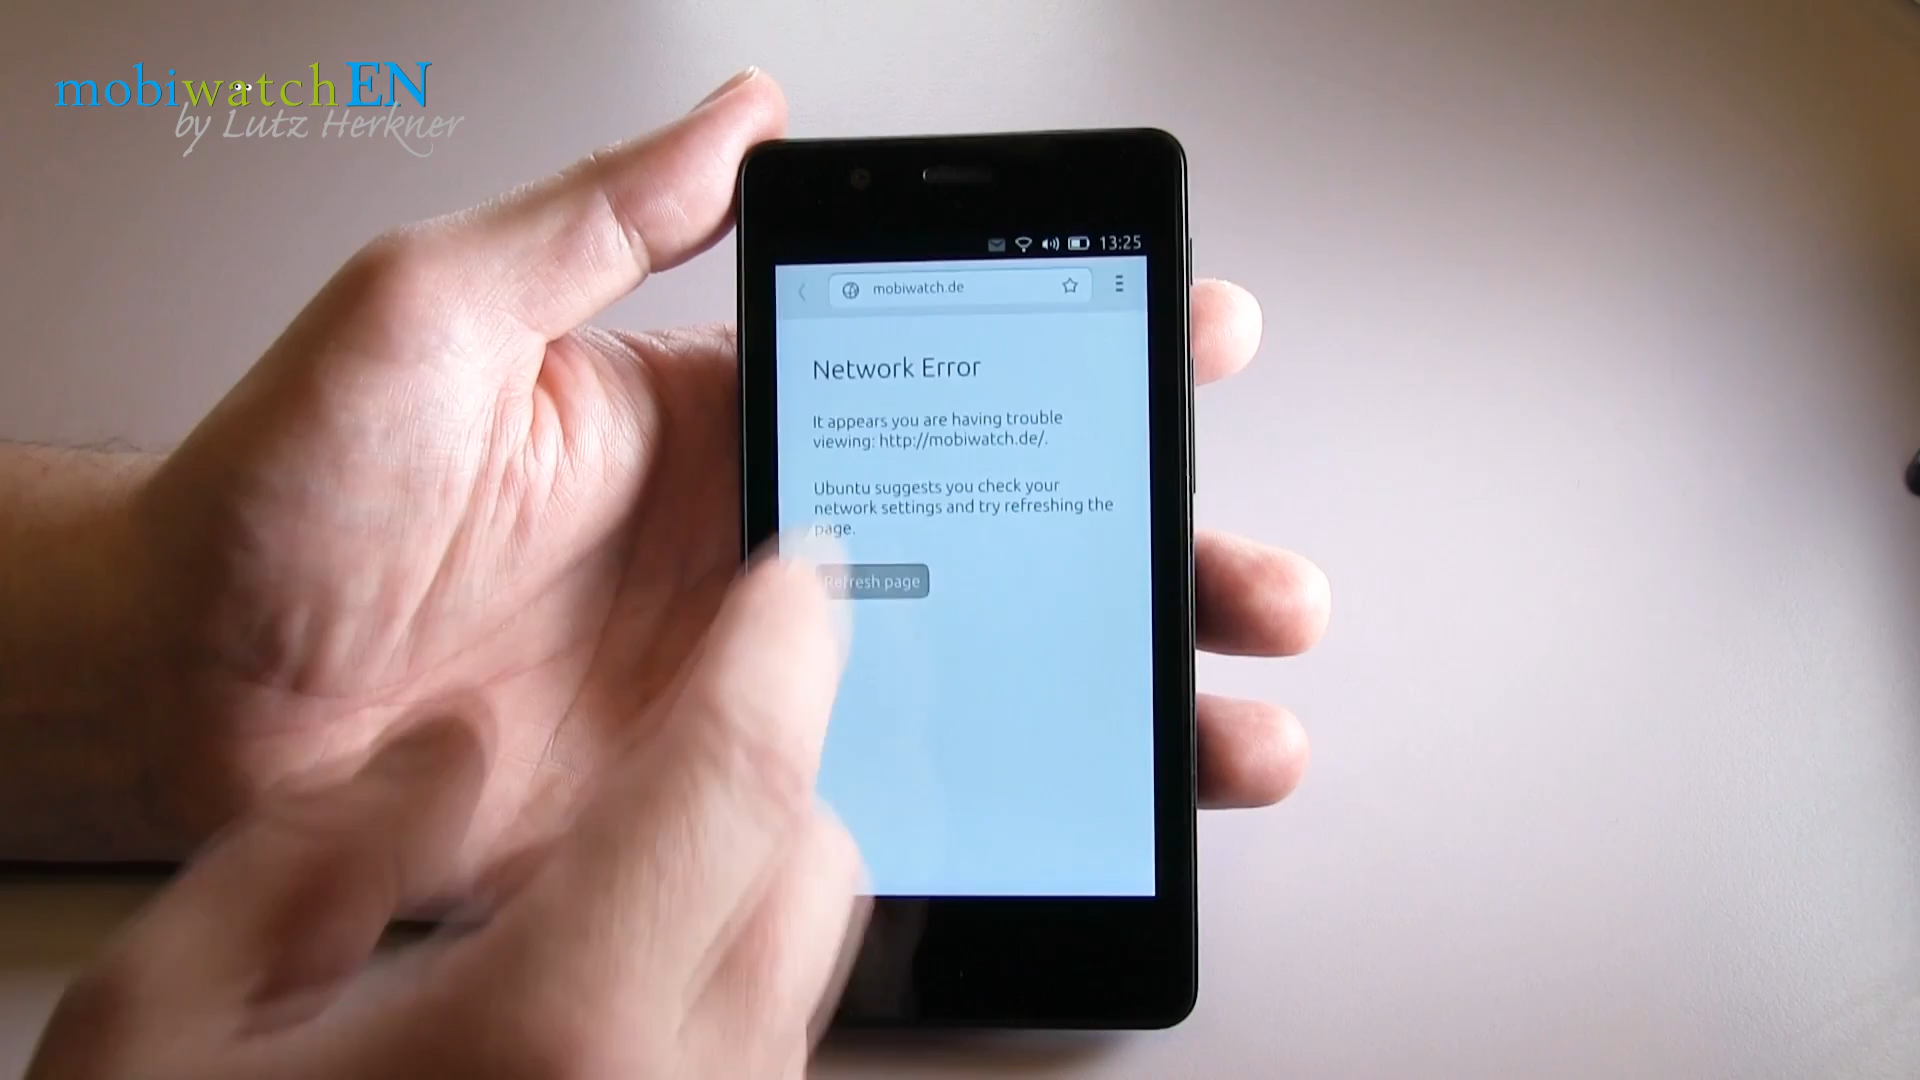 mobiwatchEN
by Lutz Herkner
13:25
mobiwatch.de
Network Error
It appears you are having trouble
viewing: http://mobiwatch.de/.
Ubuntu suggests you check your
network settings and try refreshing the
page.
Refresh page